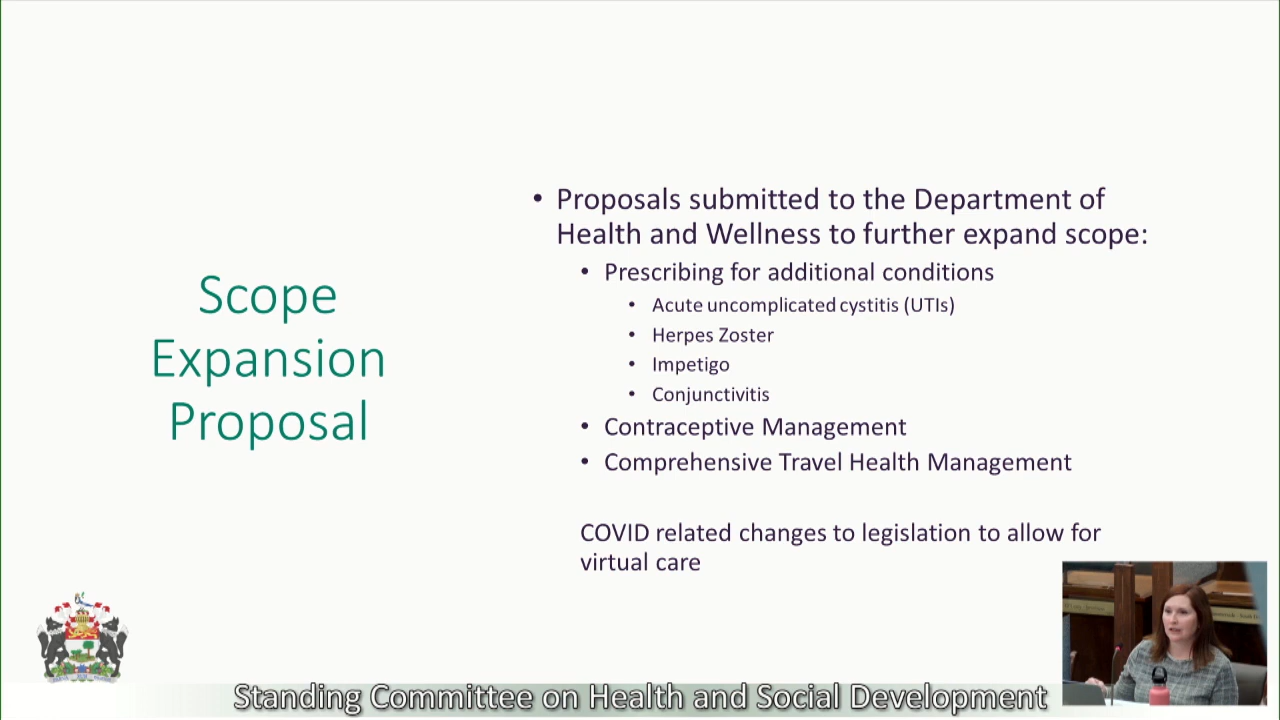 Scope
Expansion
Proposal
• Proposals submitted to the Department of
Health and Wellness to further expand scope:
• Prescribing for additional conditions
• Acute uncomplicated cystitis (UTIs)
• Herpes Zoster
• Impetigo
• Conjunctivitis
• Contraceptive Management
• Comprehensive Travel Health Management
COVID related changes to legislation to allow for
virtual care
Standing Committee on Health and Social Development